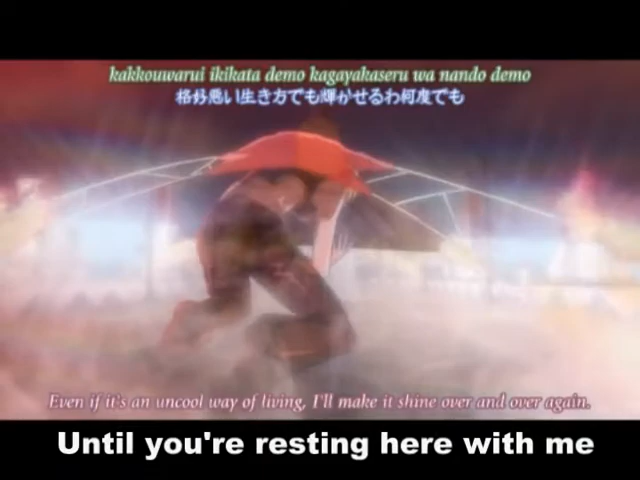 kakkouwarui ikikata demo kagayakaseru wa nando demo
格好悪い生き方でも輝かせるわ何度でも
Even if it's an uncool way of living, I'll make it shine over and over again.
Until you're resting here with me